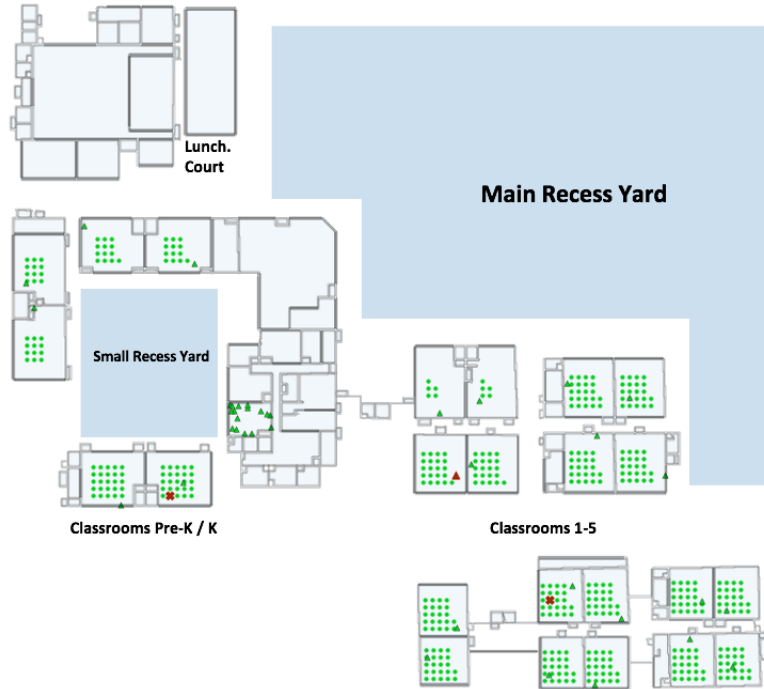 Lunch.
Court
Main Recess Yard
Small Recess Yard
Classrooms Pre-K / K
Classrooms 1-5